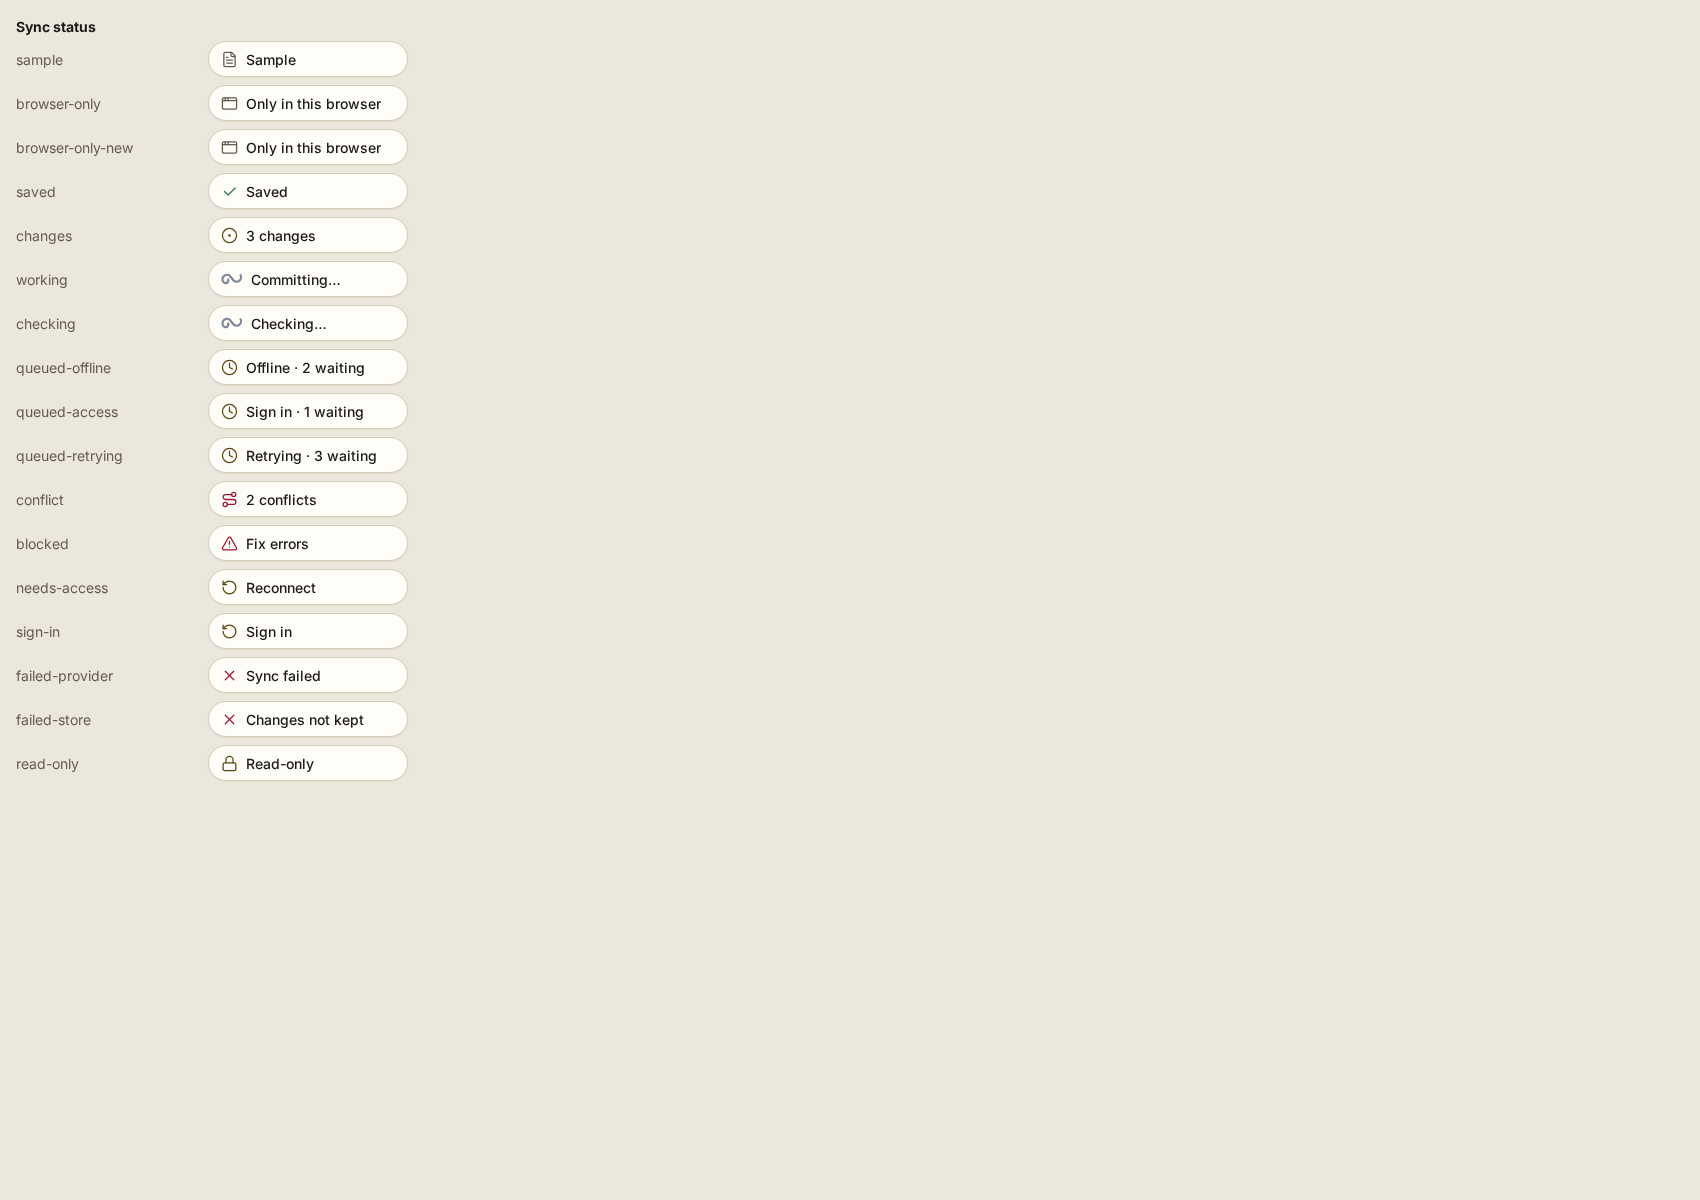 Sync status
sample Sample
browser-only Only in this browser
browser-only-new Only in this browser
saved Saved
changes 3 changes
working Committing...
checking Checking...
queued-offline Offline · 2 waiting
queued-access Sign in · 1 waiting
queued-retrying Retrying · 3 waiting
conflict 2 conflicts
blocked Fix errors
needs-access Reconnect
sign-in Sign in
failed-provider Sync failed
failed-store Changes not kept
read-only Read-only